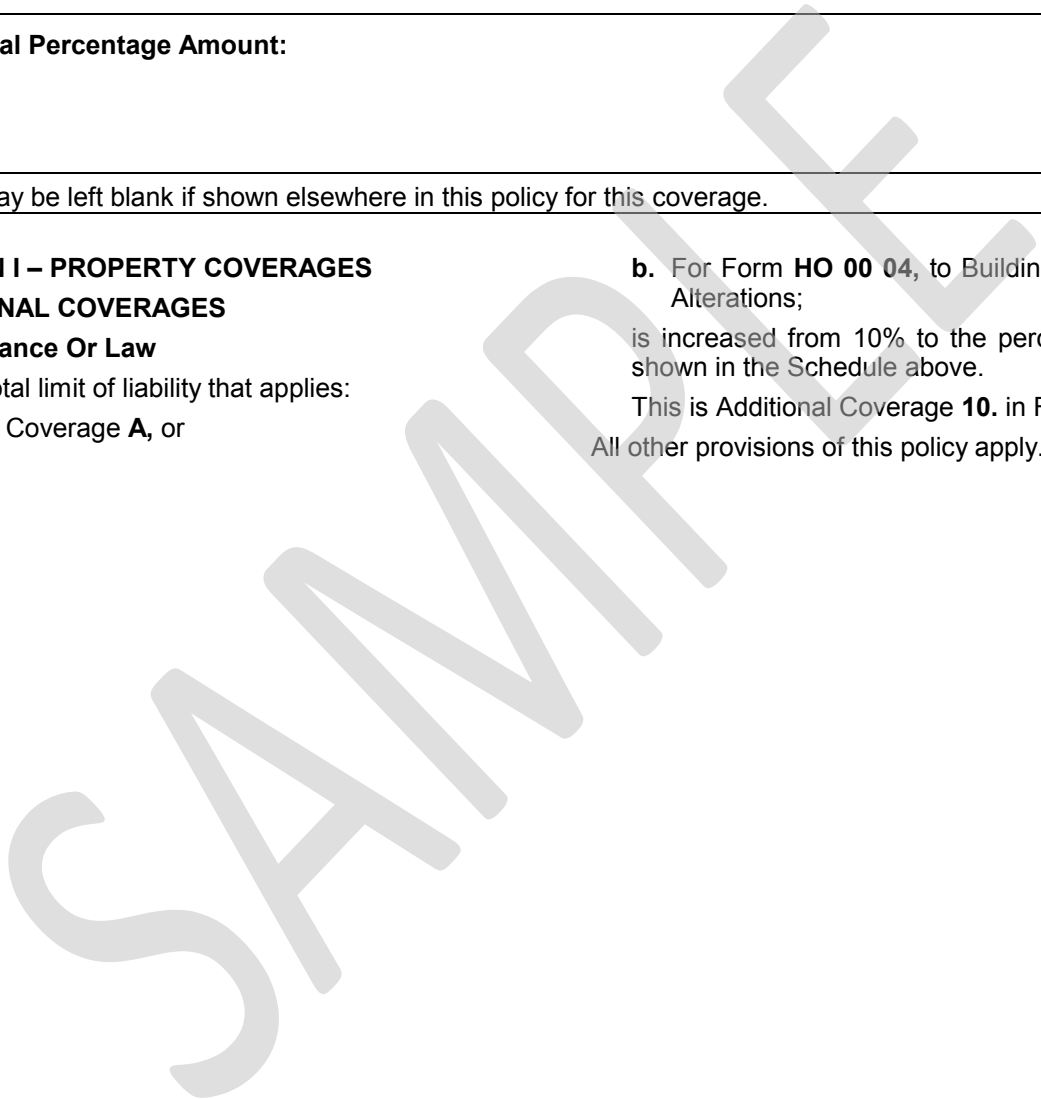 al Percentage Amount:
ay be left blank if shown elsewhere in this policy for this coverage.
I – PROPERTY COVERAGES
NAL COVERAGES
ance Or Law
tal limit of liability that applies:
Coverage A, or
b. For Form HO 00 04, to Buildin
Alterations;
is increased from 10% to the perc
shown in the Schedule above.
This is Additional Coverage 10. in F
All other provisions of this policy apply.
SAMPLE